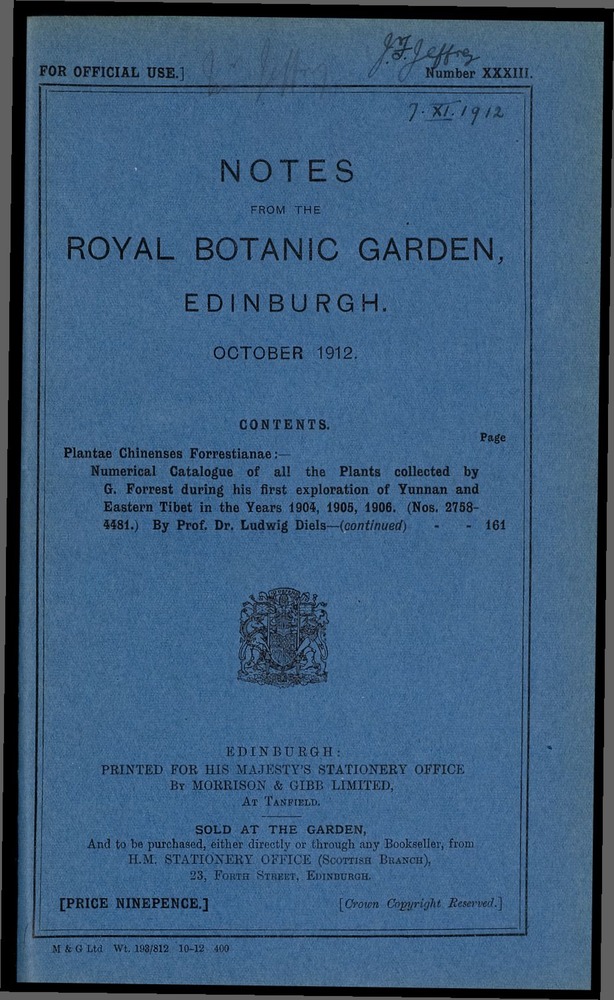 J. F. Jeffrey
FOR OFFICIAL USE.]
Number XXXIII.
7. XI. 1912
NOTES
FROM THE
ROYAL BOTANIC GARDEN,
EDINBURGH.
OCTOBER 1912.
CONTENTS.
Page
Plantae Chinenses Forrestianae:—
Numerical Catalogue of all the Plants collected by
G. Forrest during his first exploration of Yunnan and
Eastern Tibet in the Years 1904, 1905, 1906. (Nos. 2758-
4481.) By Prof. Dr. Ludwig Diels—(continued) - - 161
EDINBURGH:
PRINTED FOR HIS MAJESTY'S STATIONERY OFFICE
BY MORRISON & GIBB LIMITED,
AT TANFIELD.
SOLD AT THE GARDEN,
And to be purchased, either directly or through any Bookseller, from
H.M. STATIONERY OFFICE (SCOTTISH BRANCH),
23, FORTH STREET, EDINBURGH.
[PRICE NINEPENCE.]
[Crown Copyright Reserved.]
M & G Ltd Wt. 193/812 10-12 400